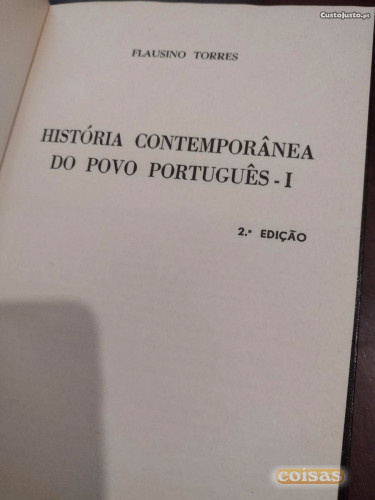 CustoJusto.pt
FLAUSINO TORRES
HISTÓRIA CONTEMPORÂNEA
DO POVO PORTUGUÊS - I
2.ª EDIÇÃO
coisas